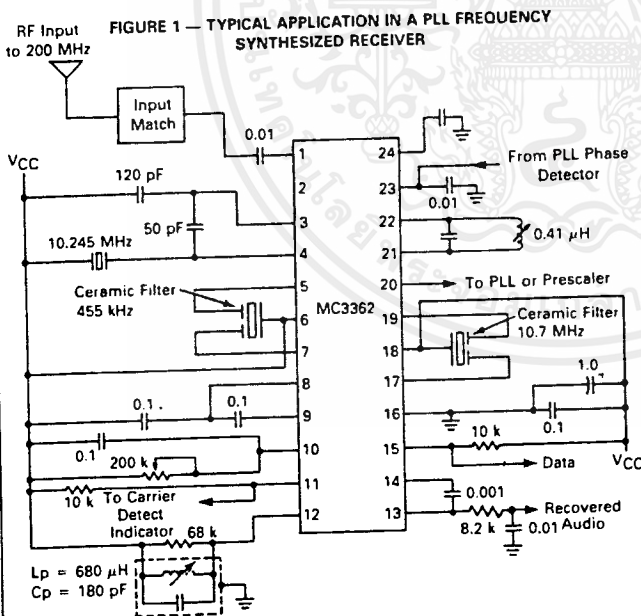 FIGURE 1 — TYPICAL APPLICATION IN A PLL FREQUENCY
SYNTHESIZED RECEIVER
RF Input
to 200 MHz
Input
Match
0.01
VCC
120 pF
50 pF
10.245 MHz
Ceramic Filter
455 kHz
0.1
0.1
0.1
200 k
10 k
To Carrier
Detect
Indicator
68 k
Lp = 680 μH
Cp = 180 pF
1
2
3
4
5
6
7
8
9
10
11
12
MC3362
24
23
22
21
20
19
18
17
16
15
14
13
From PLL Phase
Detector
0.01
0.41 μH
To PLL or Prescaler
Ceramic Filter
10.7 MHz
1.0
+
0.1
10 k
VCC
Data
0.001
8.2 k
0.01
Recovered
Audio